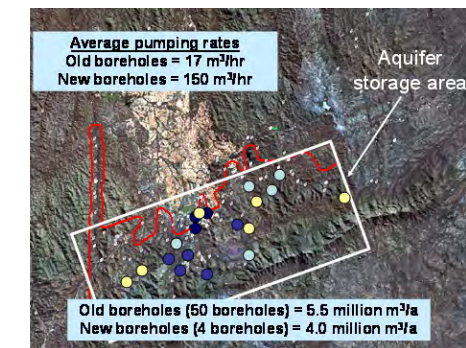 Average pumping rates
Old boreholes = 17 m³/hr
New boreholes = 150 m³/hr
Aquifer
storage area
Old boreholes (50 boreholes) = 5.5 million m³/a
New boreholes (4 boreholes) = 4.0 million m³/a